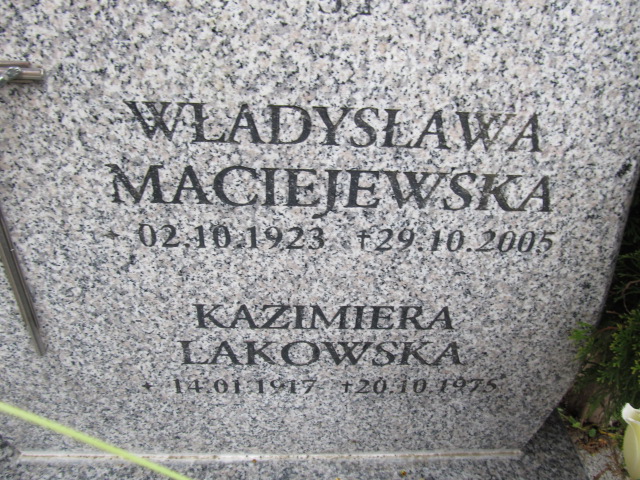 WŁADYSŁAWA
MACIEJEWSKA
* 02.10.1923 †29.10.2005
KAZIMIERA
ŁAKOWSKA
* 14.01.1917 †20.10.1975